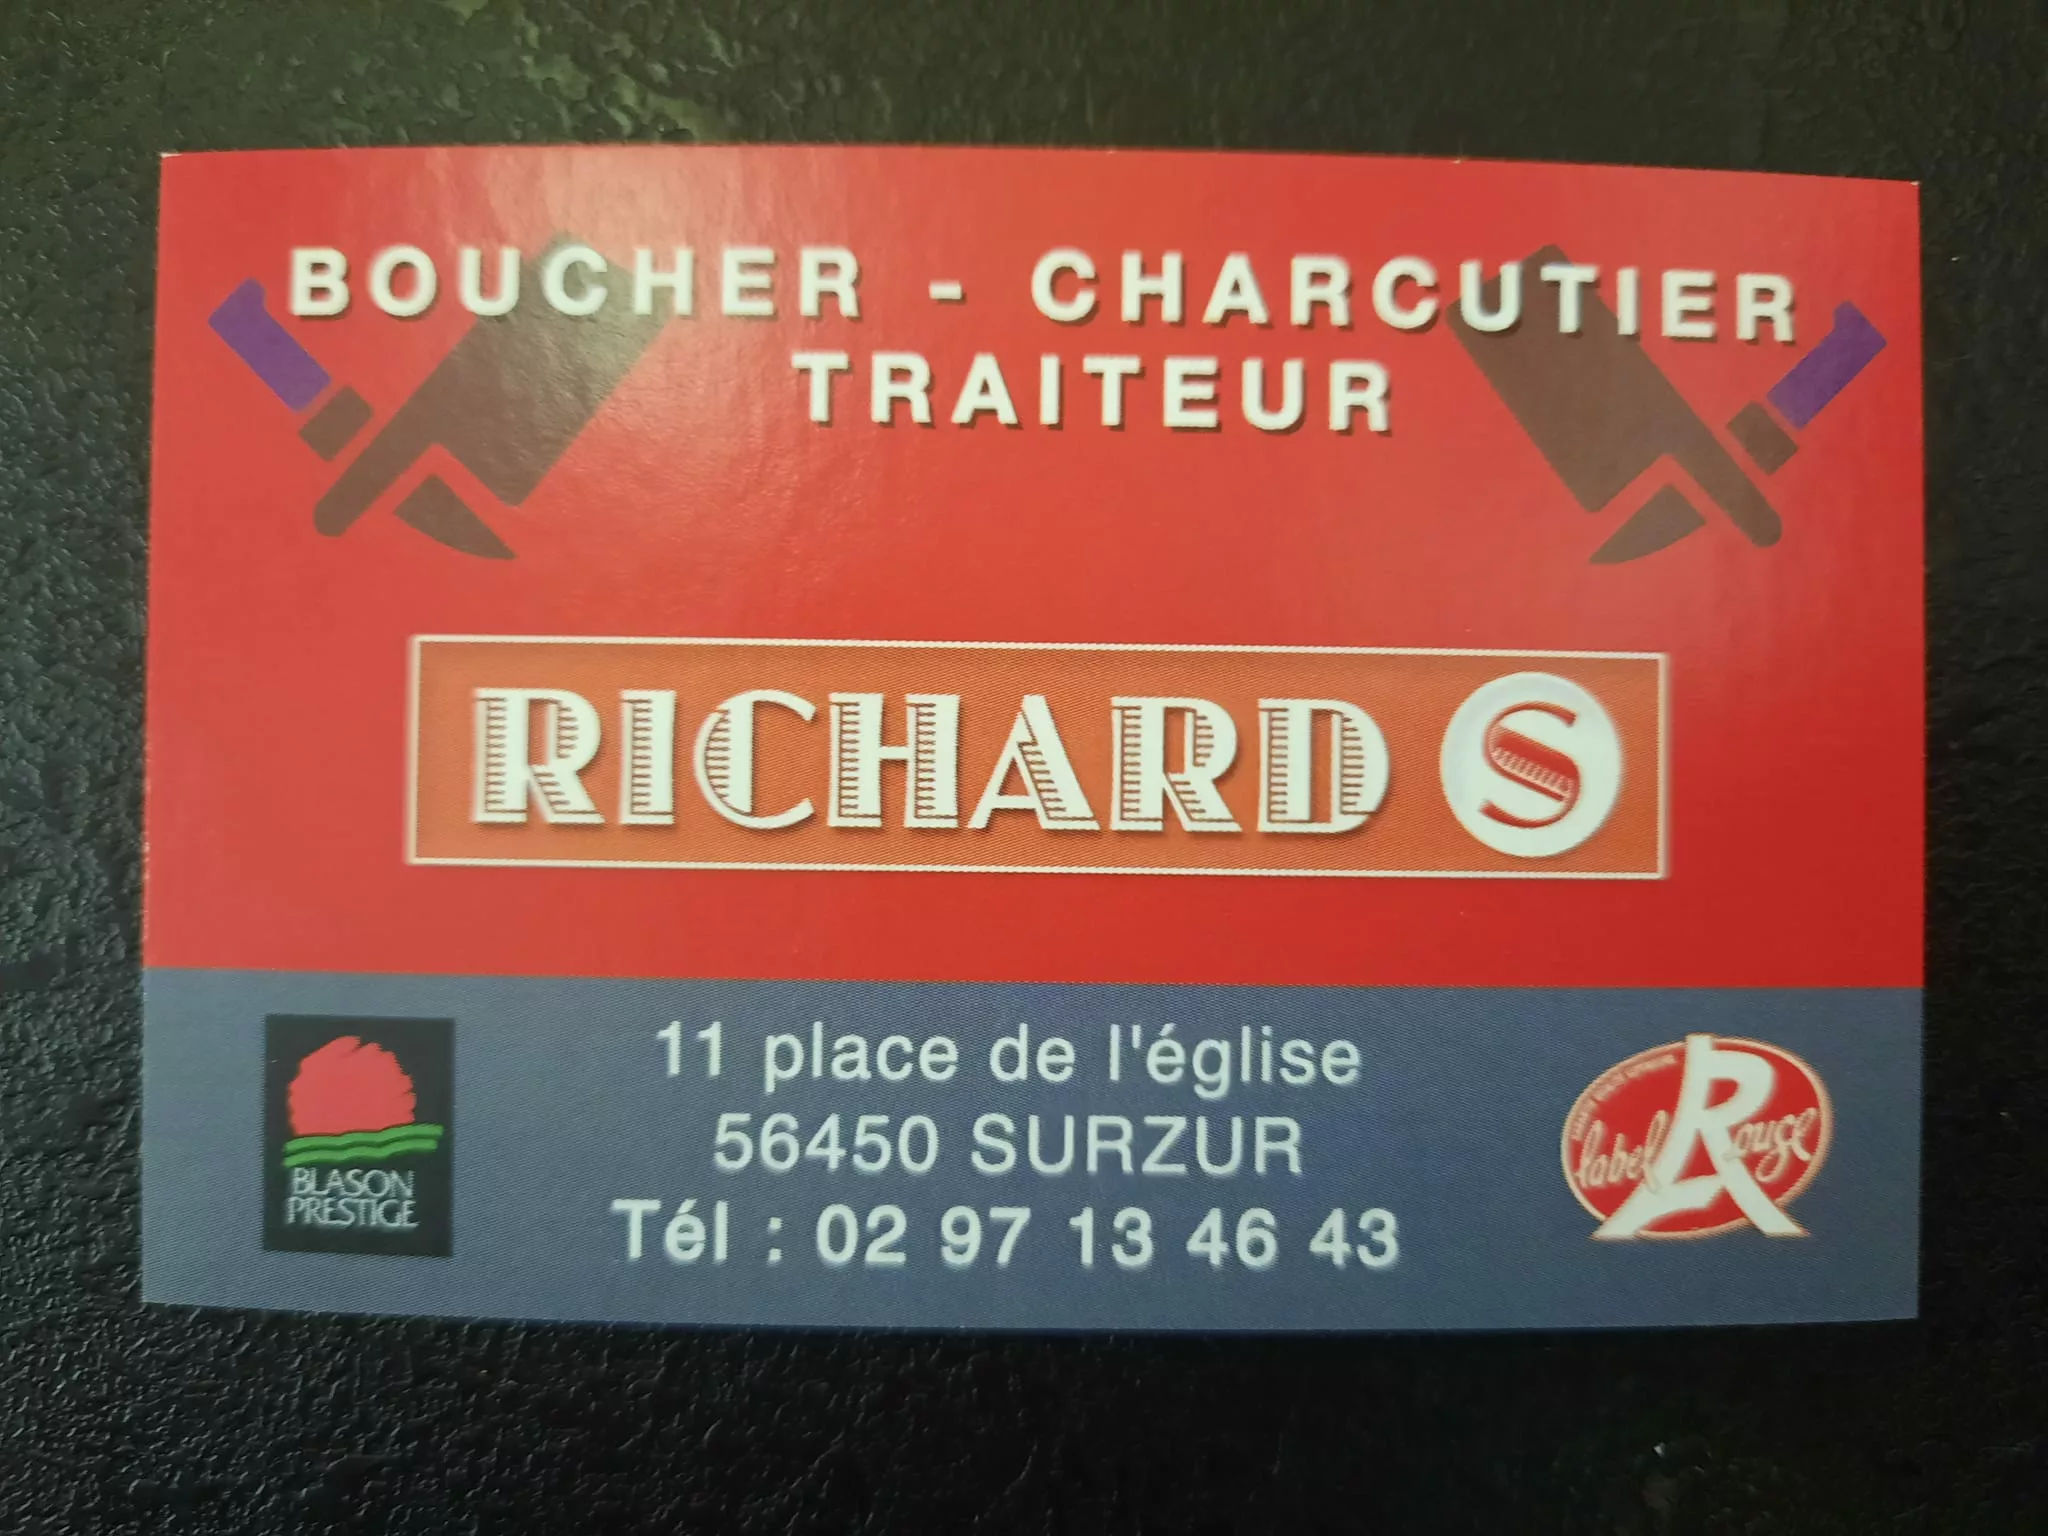 BOUCHER - CHARCUTIER
TRAITEUR
RICHARD S
11 place de l'église
56450 SURZUR
Tél : 02 97 13 46 43
BLASON
PRESTIGE
label Rouge